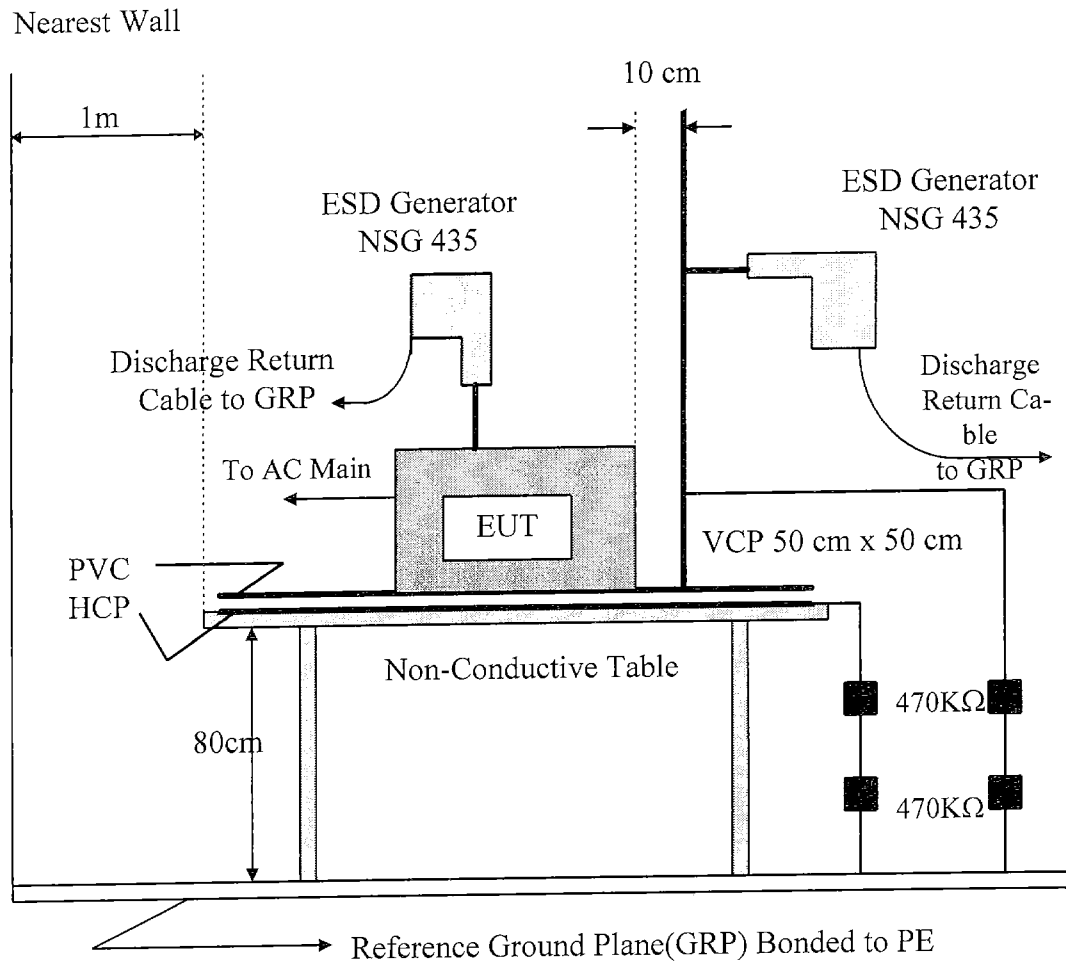 Nearest Wall
10 cm
1m
ESD Generator
NSG 435
ESD Generator
NSG 435
Discharge Return
Cable to GRP
Discharge
Return Ca-
ble
to GRP
To AC Main
EUT
VCP 50 cm x 50 cm
PVC
HCP
Non-Conductive Table
470KΩ
80cm
470KΩ
Reference Ground Plane(GRP) Bonded to PE